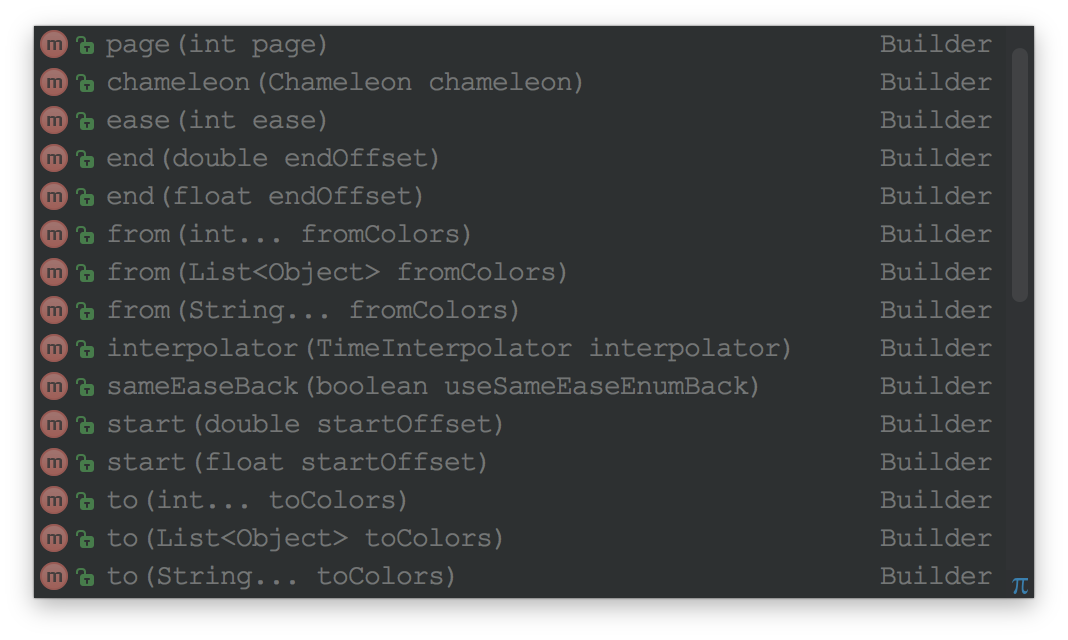 m page(int page) Builder
m chameleon(Chameleon chameleon) Builder
m ease(int ease) Builder
m end(double endOffset) Builder
m end(float endOffset) Builder
m from(int... fromColors) Builder
m from(List<Object> fromColors) Builder
m from(String... fromColors) Builder
m interpolator(TimeInterpolator interpolator) Builder
m sameEaseBack(boolean useSameEaseEnumBack) Builder
m start(double startOffset) Builder
m start(float startOffset) Builder
m to(int... toColors) Builder
m to(List<Object> toColors) Builder
m to(String... toColors) Builder
π